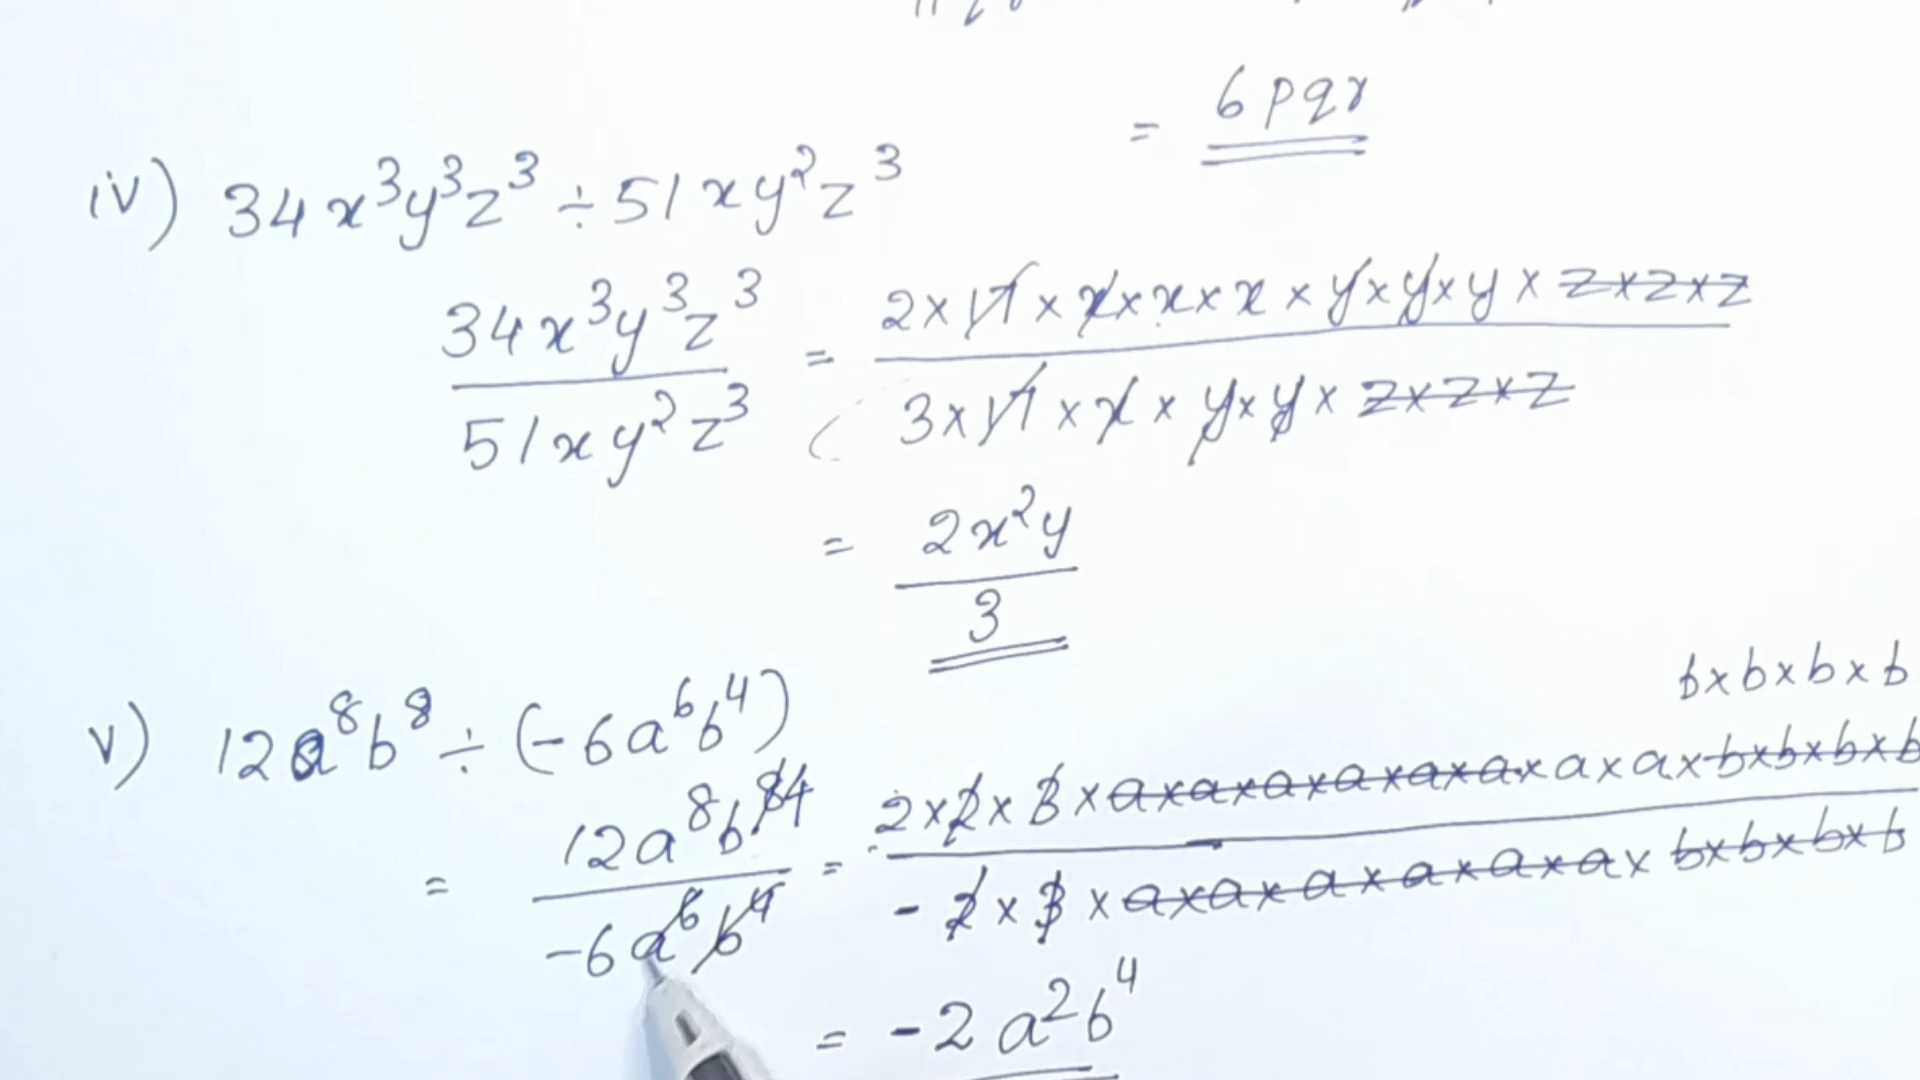 = 6pqr
iv) 34x³y³z³ ÷ 51xy²z³
34x³y³z³ / 51xy²z³ = 2×17×x×x×x×y×y×y×z×z×z / 3×17×x×y×y×z×z×z
= 2x²y / 3
b×b×b×b
v) 12a⁸b⁸ ÷ (-6a⁶b⁴)
= 12a⁸b⁸4 / -6a⁶b⁴ = 2×2×3×a×a×a×a×a×a×a×a×b×b×b×b / -2×3×a×a×a×a×a×a×b×b×b×b
= -2a²b⁴